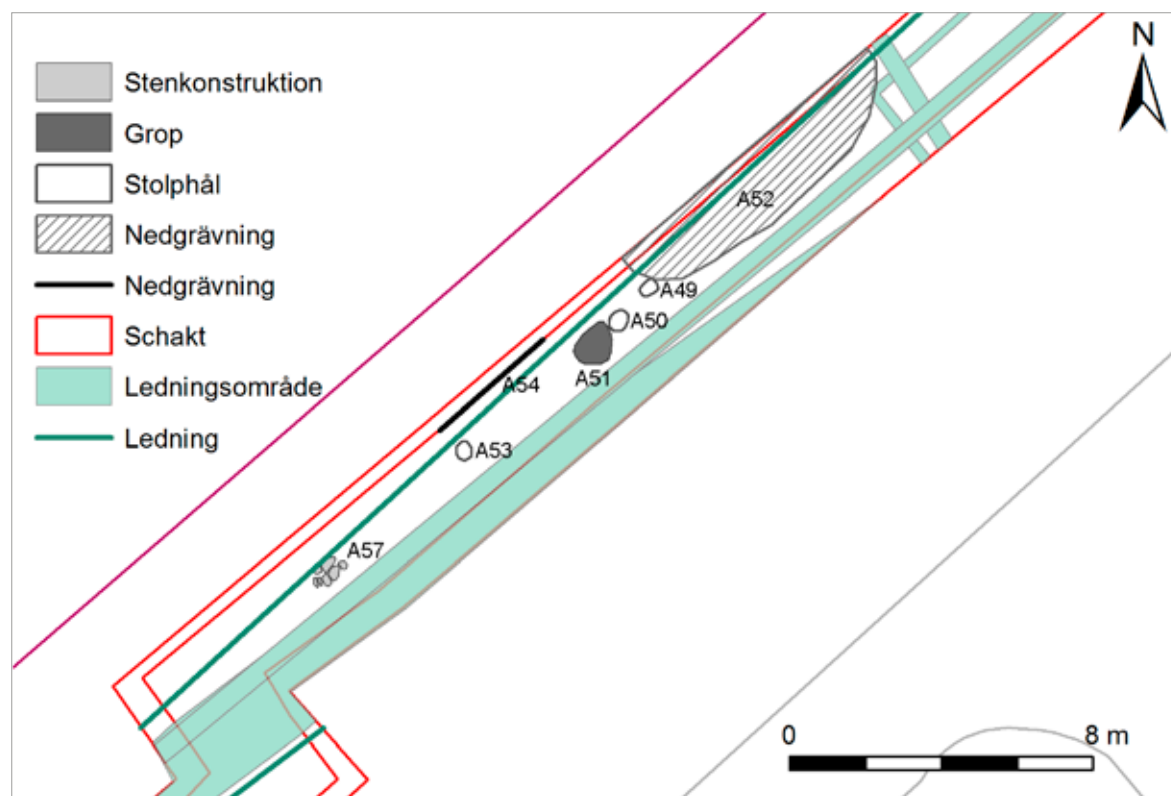 N
Stenkonstruktion
Grop
Stolphål
Nedgrävning
Nedgrävning
Schakt
Ledningsområde
Ledning
A52
A49
A50
A51
A54
A53
A57
0 8 m